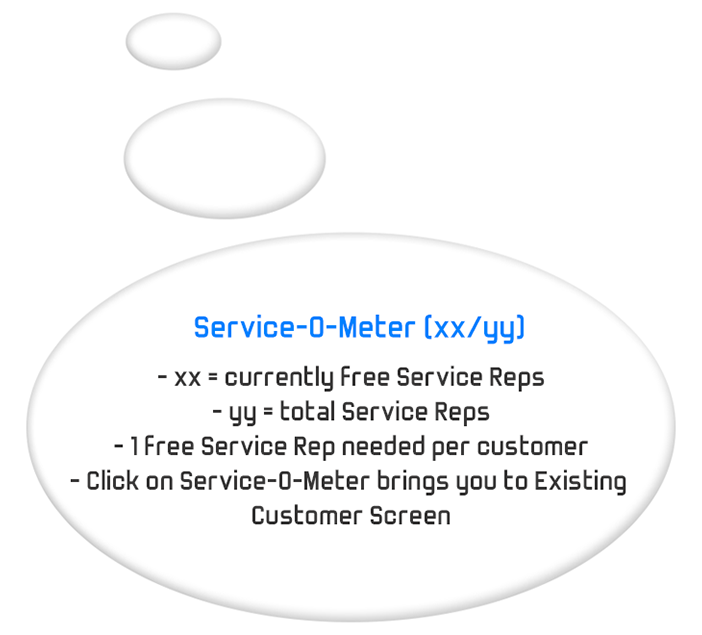 Service-O-Meter (xx/yy)
- xx = currently free Service Reps
- yy = total Service Reps
- 1 free Service Rep needed per customer
- Click on Service-O-Meter brings you to Existing
Customer Screen